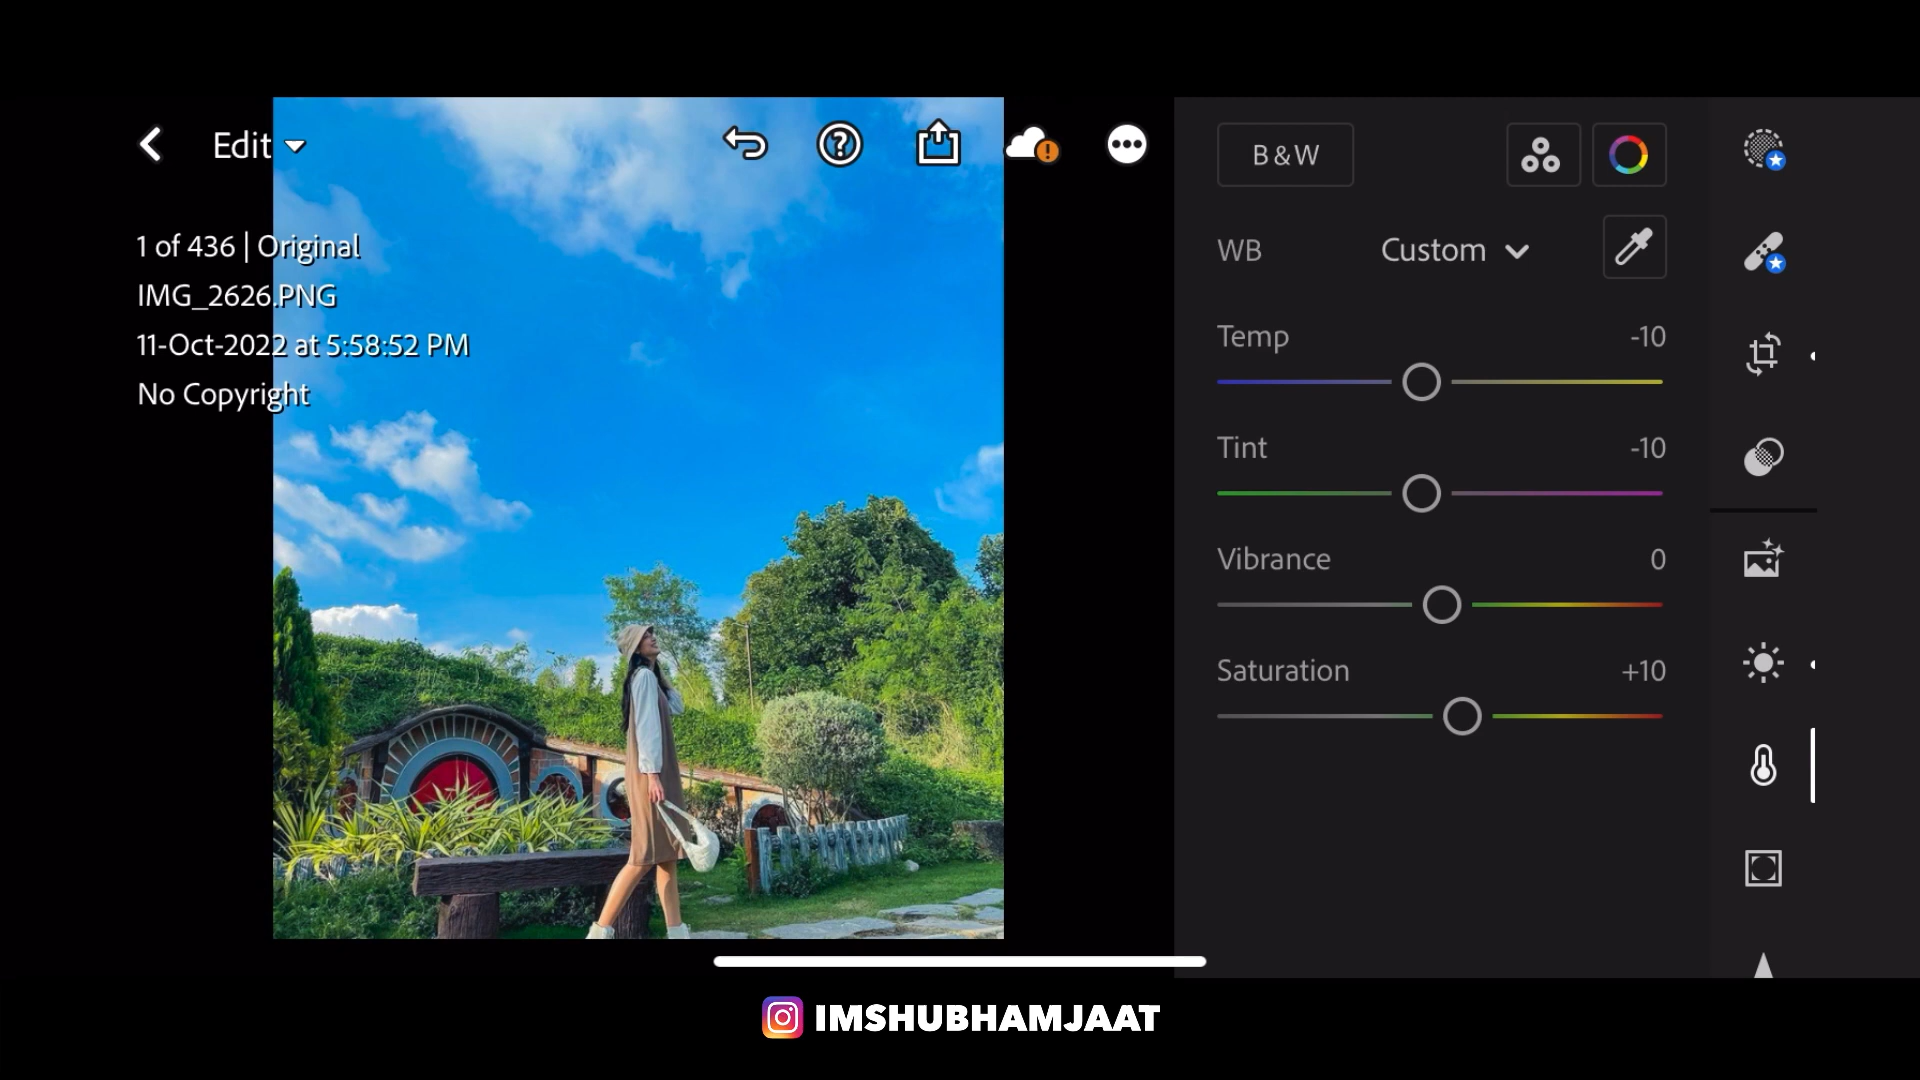 Edit
1 of 436 | Original
IMG_2626.PNG
11-Oct-2022 at 5:58:52 PM
No Copyright
B&W
WB Custom
Temp -10
Tint -10
Vibrance 0
Saturation +10
IMSHUBHAMJAAT